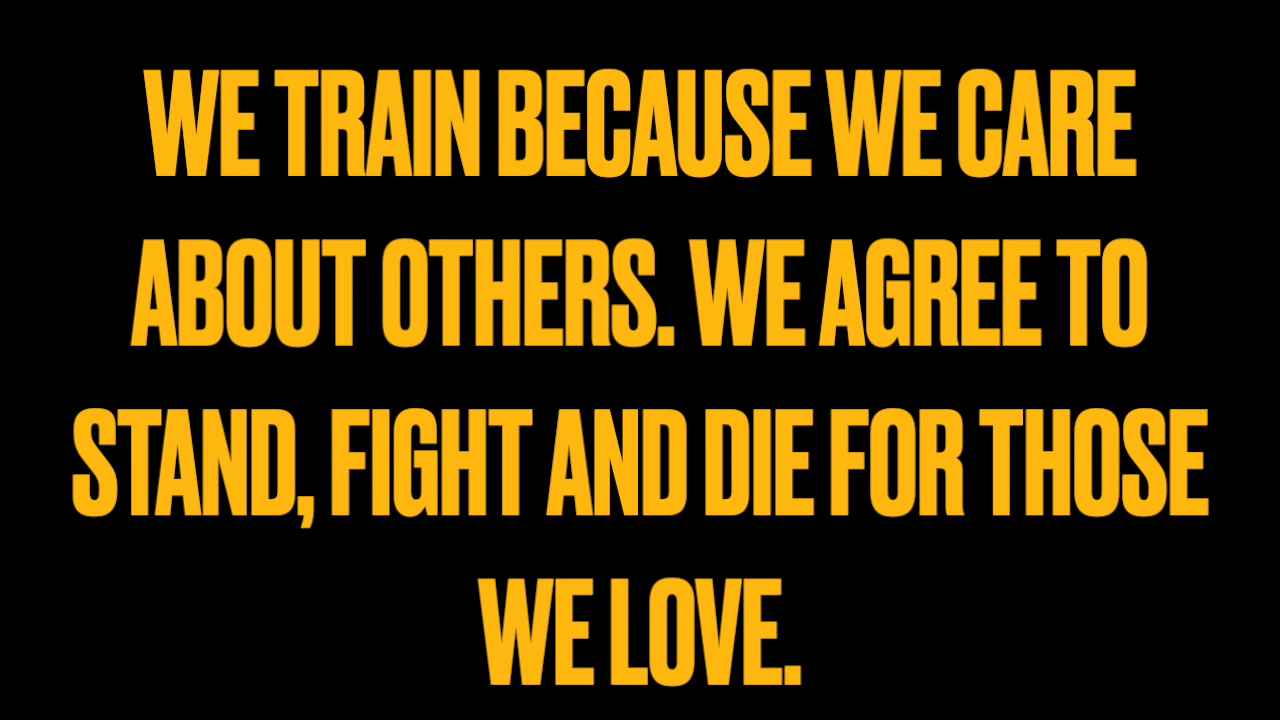 WE TRAIN BECAUSE WE CARE
ABOUT OTHERS. WE AGREE TO
STAND, FIGHT AND DIE FOR THOSE
WE LOVE.